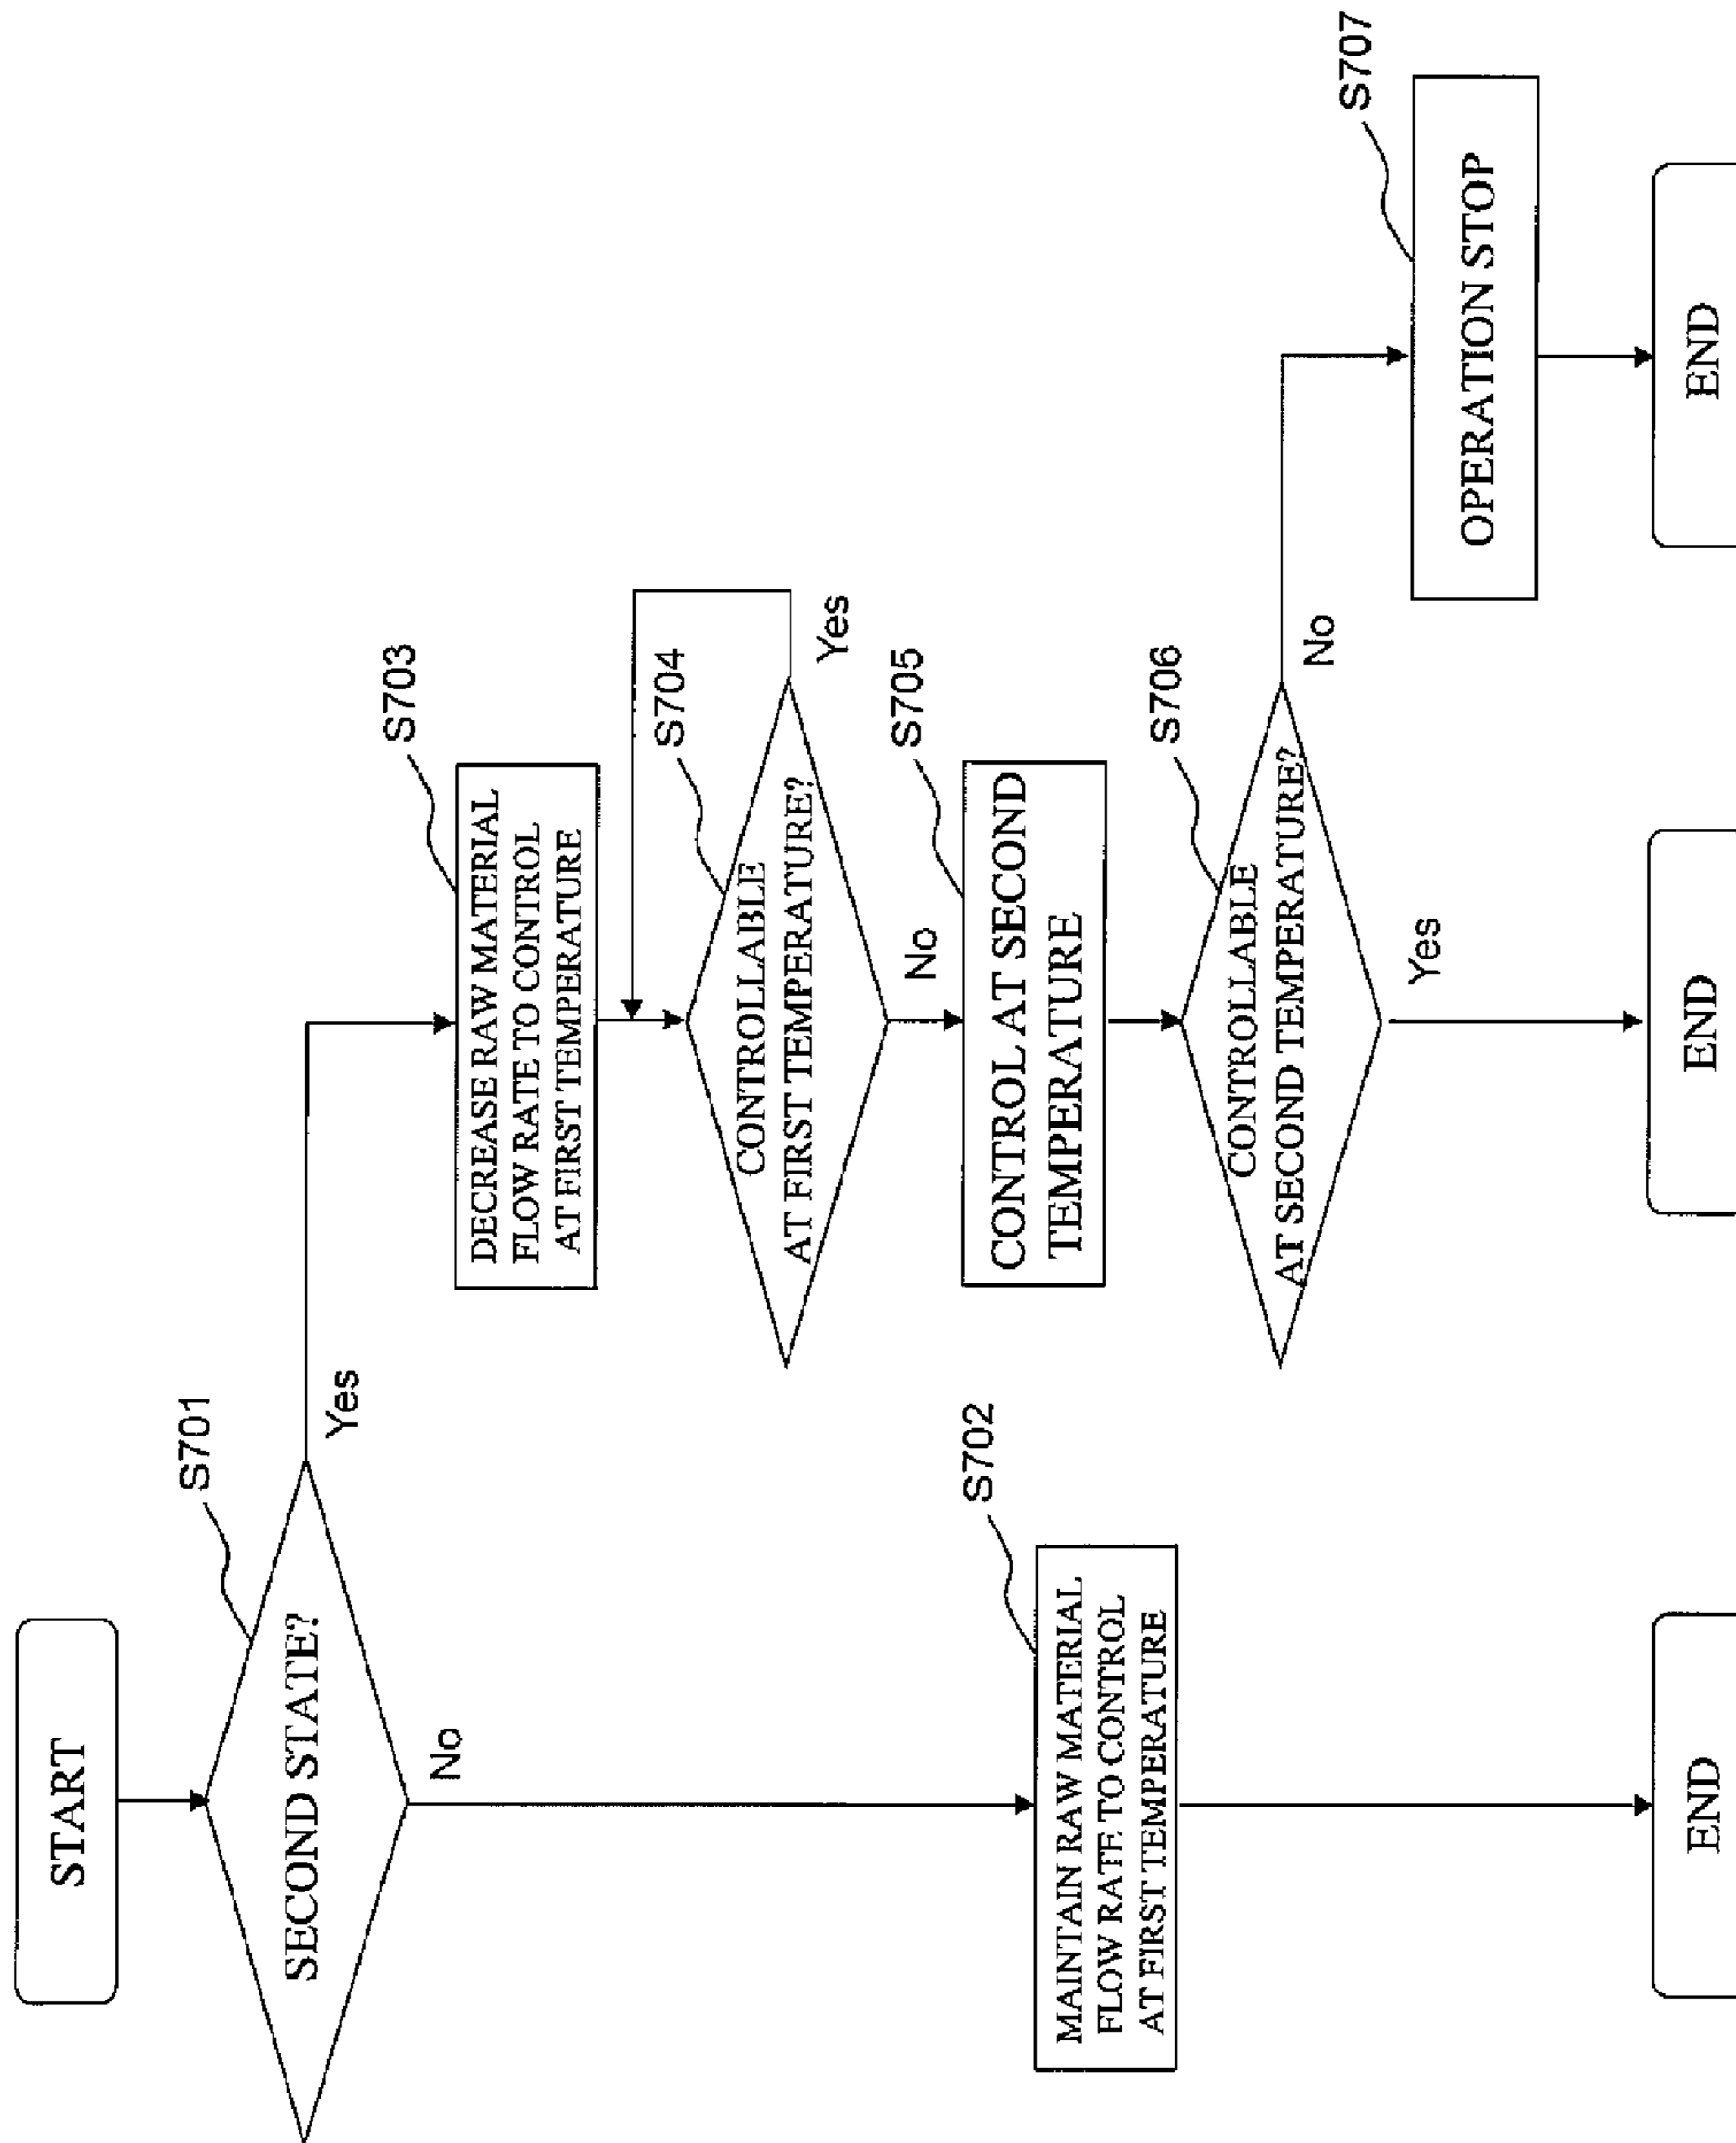 START
S701
SECOND STATE?
Yes
No
S702
MAINTAIN RAW MATERIAL
FLOW RATE TO CONTROL
AT FIRST TEMPERATURE
END
S703
DECREASE RAW MATERIAL
FLOW RATE TO CONTROL
AT FIRST TEMPERATURE
S704
CONTROLLABLE
AT FIRST TEMPERATURE?
Yes
No
S705
CONTROL AT SECOND
TEMPERATURE
S706
CONTROLLABLE
AT SECOND TEMPERATURE?
No
Yes
END
S707
OPERATION STOP
END